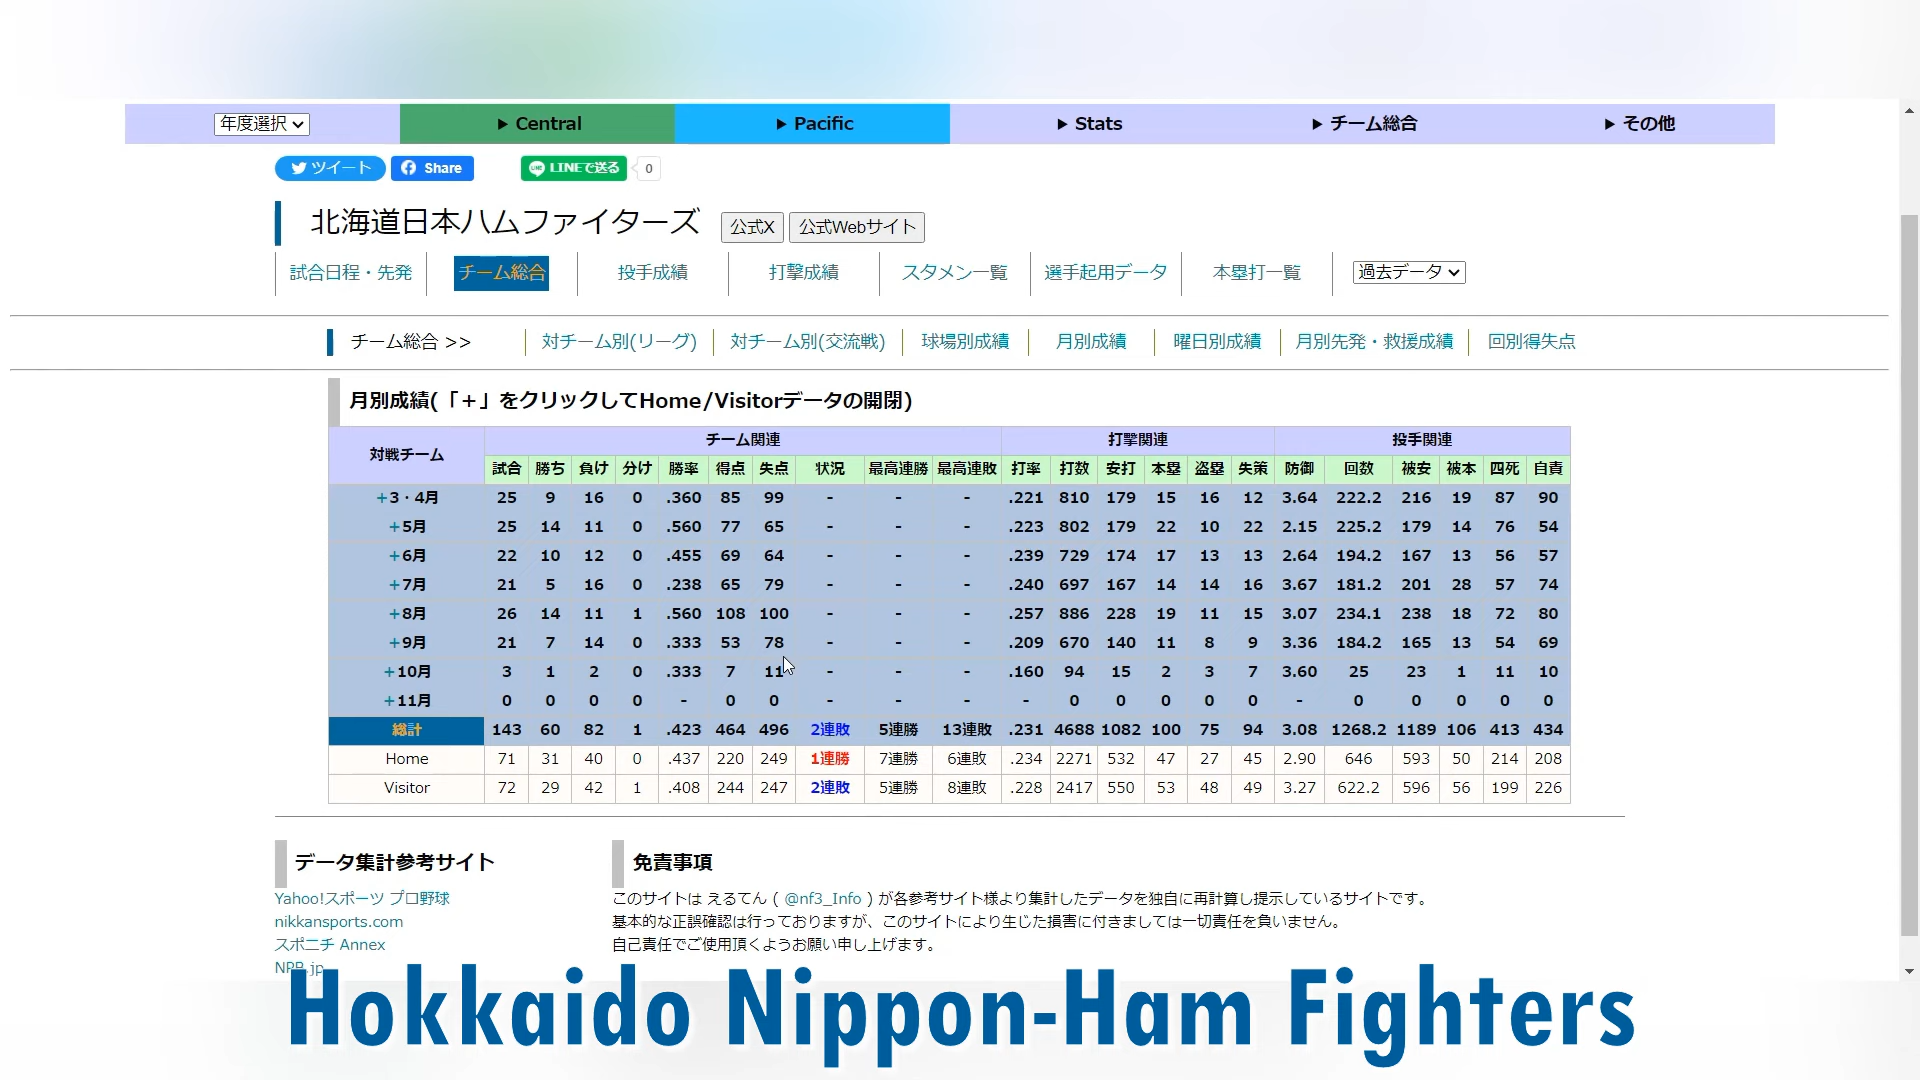 年度選択 ▶ Central ▶ Pacific ▶ Stats ▶ チーム総合 ▶ その他
ツイート Share LINEで送る 0
北海道日本ハムファイターズ 公式X 公式Webサイト
試合日程・先発 チーム総合 投手成績 打撃成績 スタメン一覧 選手起用データ 本塁打一覧 過去データ
チーム総合 >> 対チーム別(リーグ) 対チーム別(交流戦) 球場別成績 月別成績 曜日別成績 月別先発・救援成績 回別得失点
月別成績(「＋」をクリックしてHome/Visitorデータの開閉)
対戦チーム チーム関連 打撃関連 投手関連
試合 勝ち 負け 分け 勝率 得点 失点 状況 最高連勝 最高連敗 打率 打数 安打 本塁 盗塁 失策 防御 回数 被安 被本 四死 自責
+3・4月 25 9 16 0 .360 85 99 - - - .221 810 179 15 16 12 3.64 222.2 216 19 87 90
+5月 25 14 11 0 .560 77 65 - - - .223 802 179 22 10 22 2.15 225.2 179 14 76 54
+6月 22 10 12 0 .455 69 64 - - - .239 729 174 17 13 13 2.64 194.2 167 13 56 57
+7月 21 5 16 0 .238 65 79 - - - .240 697 167 14 14 16 3.67 181.2 201 28 57 74
+8月 26 14 11 1 .560 108 100 - - - .257 886 228 19 11 15 3.07 234.1 238 18 72 80
+9月 21 7 14 0 .333 53 78 - - - .209 670 140 11 8 9 3.36 184.2 165 13 54 69
+10月 3 1 2 0 .333 7 11 - - - .160 94 15 2 3 7 3.60 25 23 1 11 10
+11月 0 0 0 0 - 0 0 - - - - 0 0 0 0 0 - 0 0 0 0 0
総計 143 60 82 1 .423 464 496 2連敗 5連勝 13連敗 .231 4688 1082 100 75 94 3.08 1268.2 1189 106 413 434
Home 71 31 40 0 .437 220 249 1連勝 7連勝 6連敗 .234 2271 532 47 27 45 2.90 646 593 50 214 208
Visitor 72 29 42 1 .408 244 247 2連敗 5連勝 8連敗 .228 2417 550 53 48 49 3.27 622.2 596 56 199 226
データ集計参考サイト
Yahoo!スポーツ プロ野球
nikkansports.com
スポニチ Annex
NPB.jp
免責事項
このサイトは えるてん ( @nf3_Info ) が各参考サイト様より集計したデータを独自に再計算し提示しているサイトです。
基本的な正誤確認は行っておりますが、このサイトにより生じた損害に付きましては一切責任を負いません。
自己責任でご使用頂くようお願い申し上げます。
Hokkaido Nippon-Ham Fighters